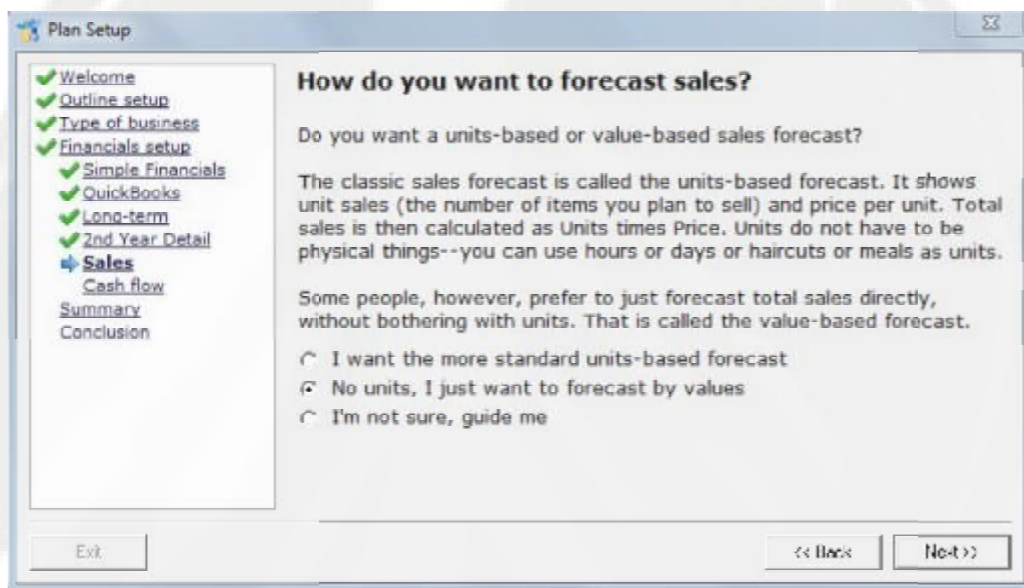 Plan Setup
Welcome
Outline setup
Type of business
Financials setup
Simple Financials
QuickBooks
Long-term
2nd Year Detail
Sales
Cash flow
Summary
Conclusion
How do you want to forecast sales?
Do you want a units-based or value-based sales forecast?
The classic sales forecast is called the units-based forecast. It shows
unit sales (the number of items you plan to sell) and price per unit. Total
sales is then calculated as Units times Price. Units do not have to be
physical things--you can use hours or days or haircuts or meals as units.
Some people, however, prefer to just forecast total sales directly,
without bothering with units. That is called the value-based forecast.
I want the more standard units-based forecast
No units, I just want to forecast by values
I'm not sure, guide me
Exit
<< Back
Next >>